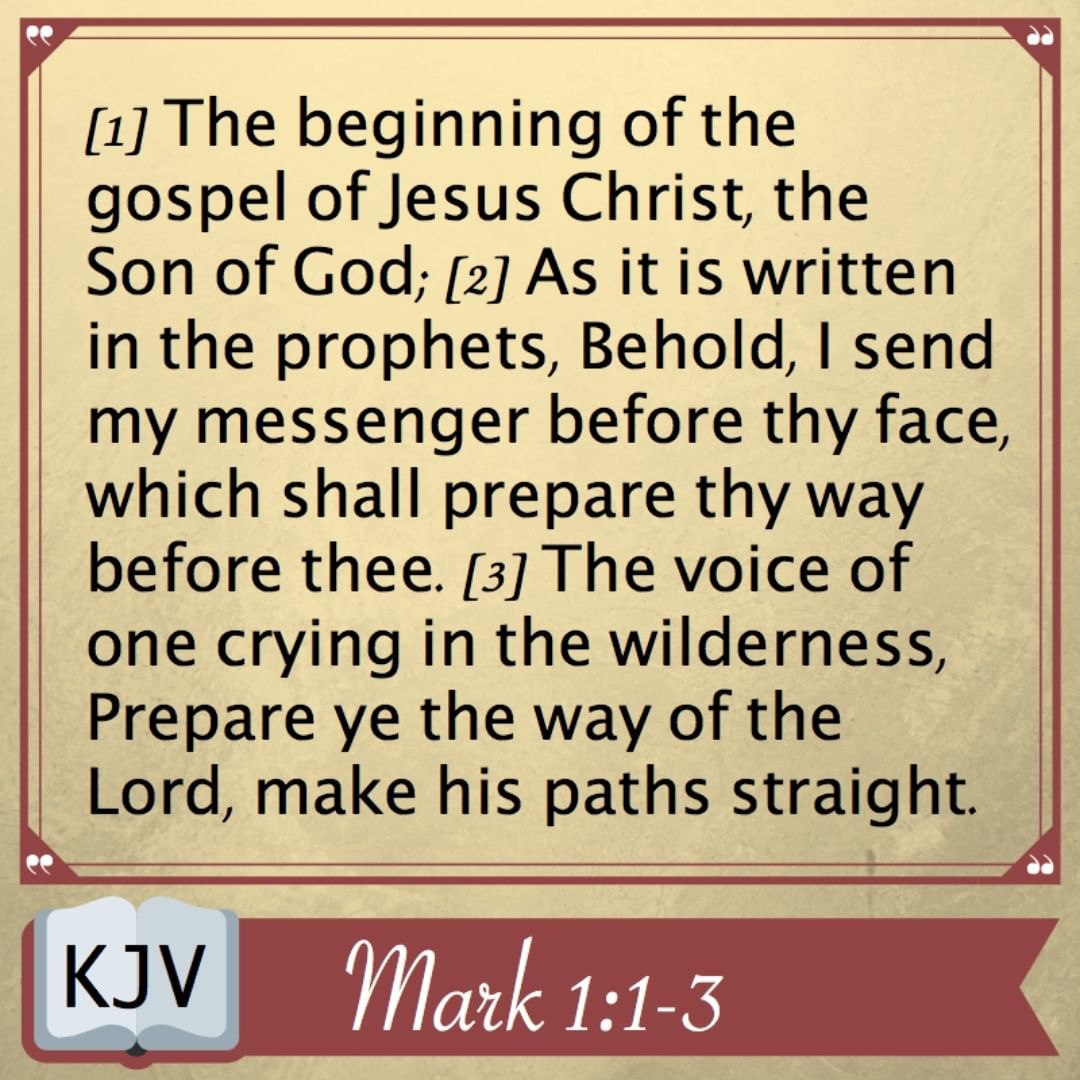 [1] The beginning of the
gospel of Jesus Christ, the
Son of God; [2] As it is written
in the prophets, Behold, I send
my messenger before thy face,
which shall prepare thy way
before thee. [3] The voice of
one crying in the wilderness,
Prepare ye the way of the
Lord, make his paths straight.
KJV
Mark 1:1-3